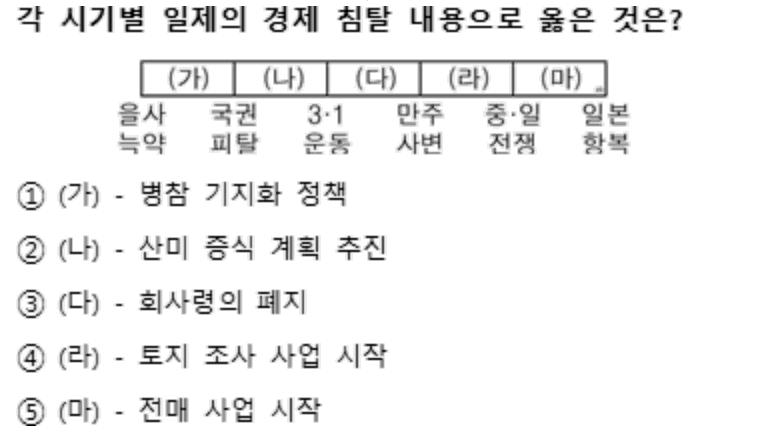 각 시기별 일제의 경제 침탈 내용으로 옳은 것은?
(가) (나) (다) (라) (마)
을사 국권 3·1 만주 중·일 일본
늑약 피탈 운동 사변 전쟁 항복
① (가) - 병참 기지화 정책
② (나) - 산미 증식 계획 추진
③ (다) - 회사령의 폐지
④ (라) - 토지 조사 사업 시작
⑤ (마) - 전매 사업 시작